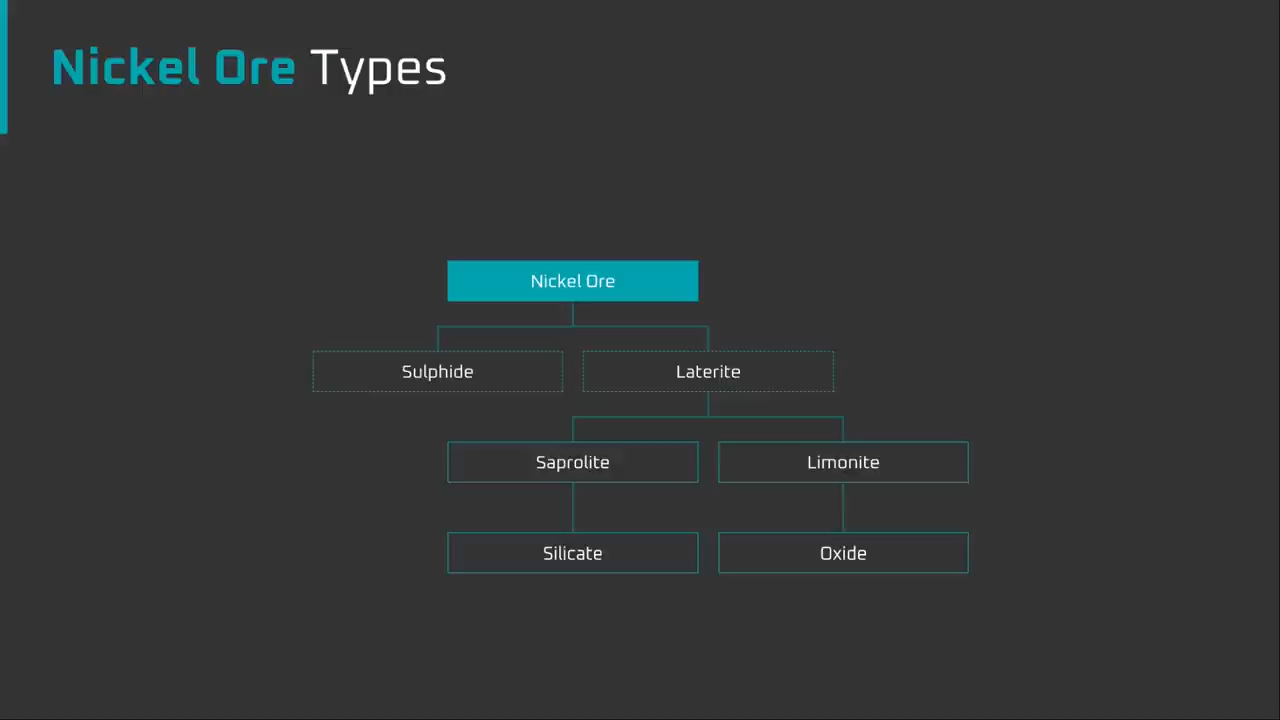 Nickel Ore Types
Nickel Ore
Sulphide
Laterite
Saprolite
Limonite
Silicate
Oxide